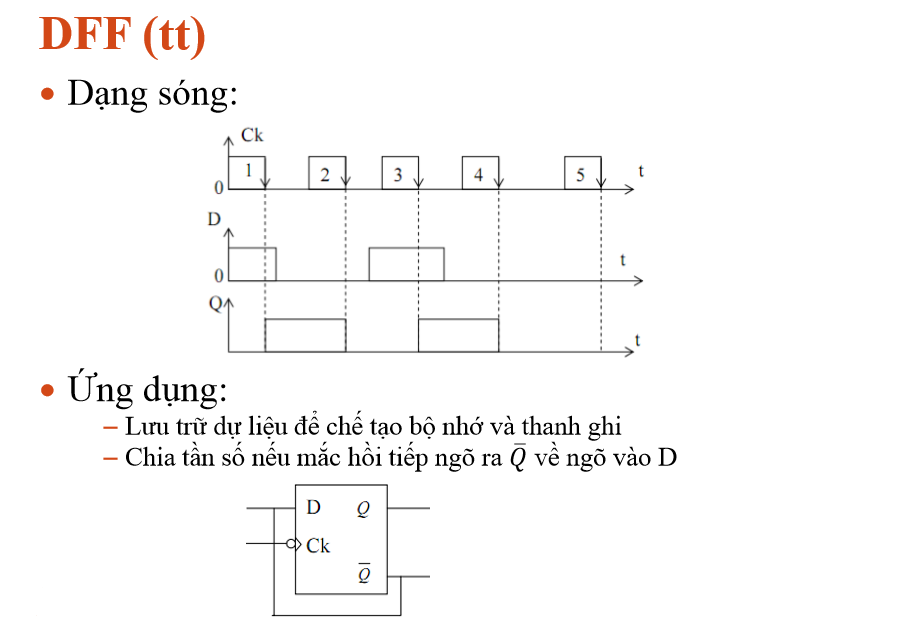 DFF (tt)
• Dạng sóng:
Ck
1 2 3 4 5 t
0
D
t
0
Q
t
• Ứng dụng:
– Lưu trữ dự liệu để chế tạo bộ nhớ và thanh ghi
– Chia tần số nếu mắc hồi tiếp ngõ ra Q̅ về ngõ vào D
D Q
Ck
Q̅